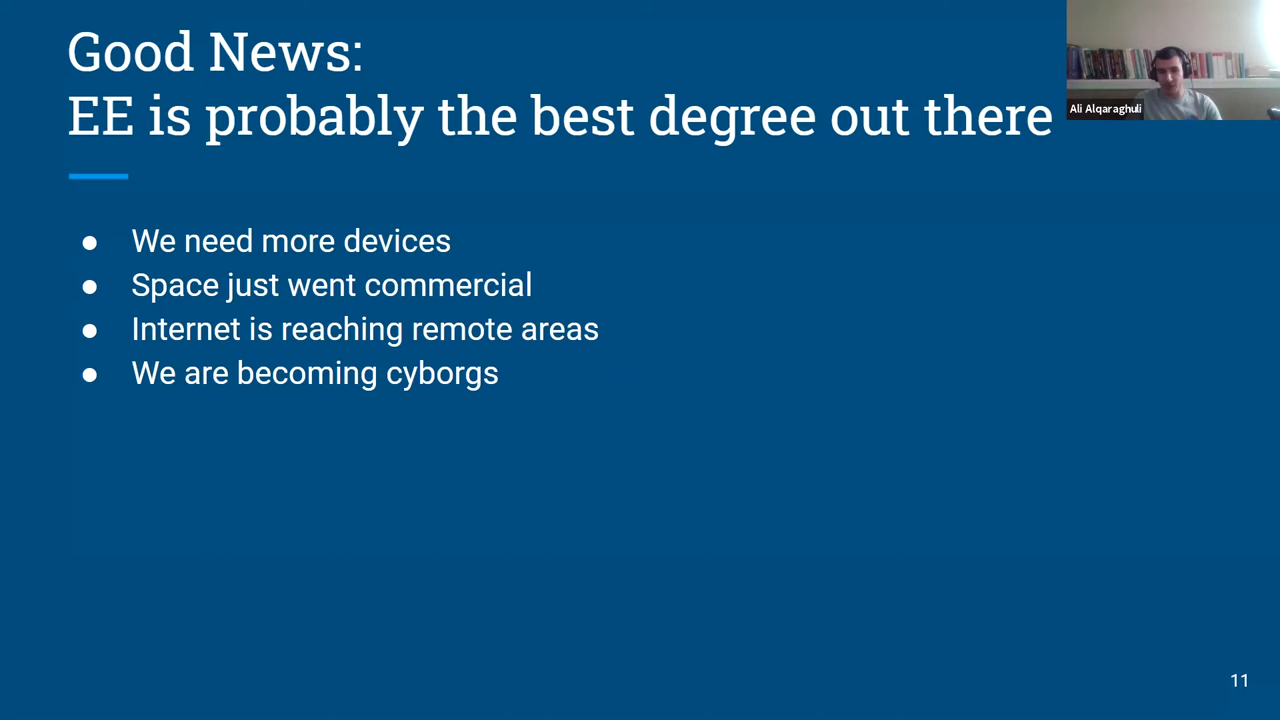 Good News:
EE is probably the best degree out there
Ali Alqaraghuli
● We need more devices
● Space just went commercial
● Internet is reaching remote areas
● We are becoming cyborgs
11